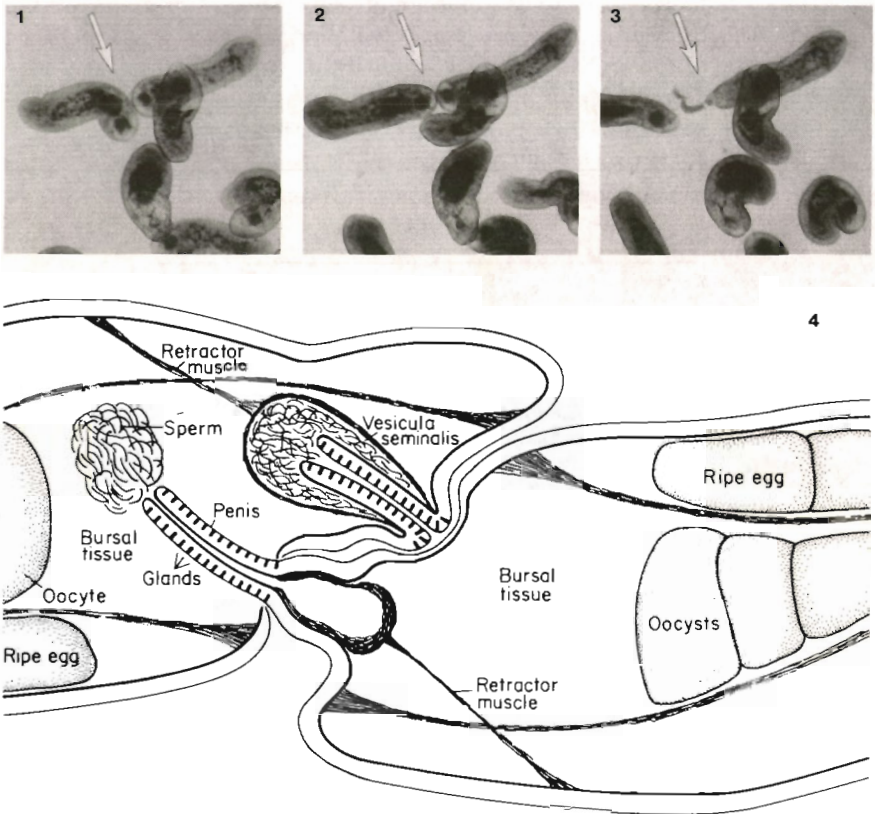 1
2
3
4
Retractor
muscle
Sperm
Vesicula
seminalis
Ripe egg
Penis
Bursal
tissue
Glands
Bursal
tissue
Oocyte
Oocysts
Ripe egg
Retractor
muscle